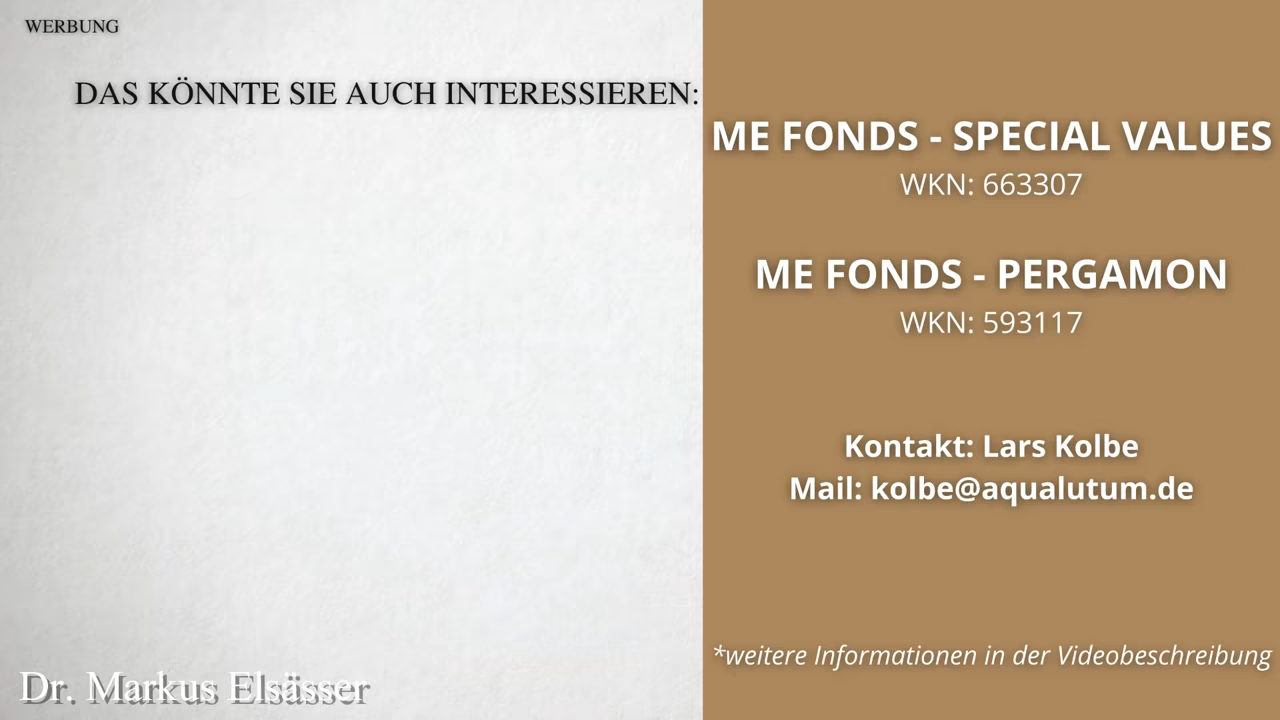 WERBUNG
DAS KÖNNTE SIE AUCH INTERESSIEREN:
ME FONDS - SPECIAL VALUES
WKN: 663307
ME FONDS - PERGAMON
WKN: 593117
Kontakt: Lars Kolbe
Mail: kolbe@aqualutum.de
*weitere Informationen in der Videobeschreibung
Dr. Markus Elsässer